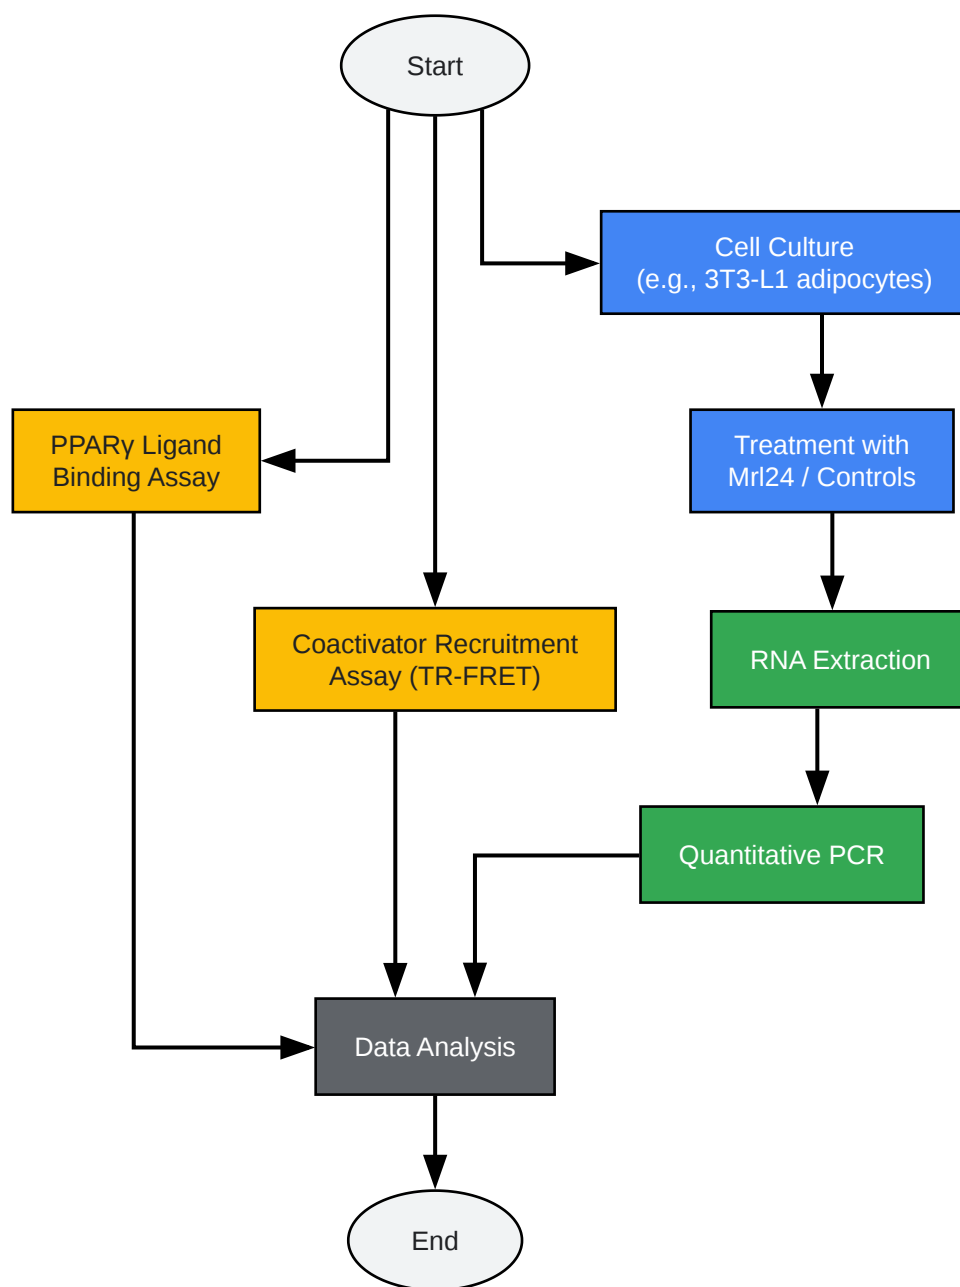 Start
Cell Culture
(e.g., 3T3-L1 adipocytes)
PPARγ Ligand
Binding Assay
Treatment with
Mrl24 / Controls
Coactivator Recruitment
Assay (TR-FRET)
RNA Extraction
Quantitative PCR
Data Analysis
End